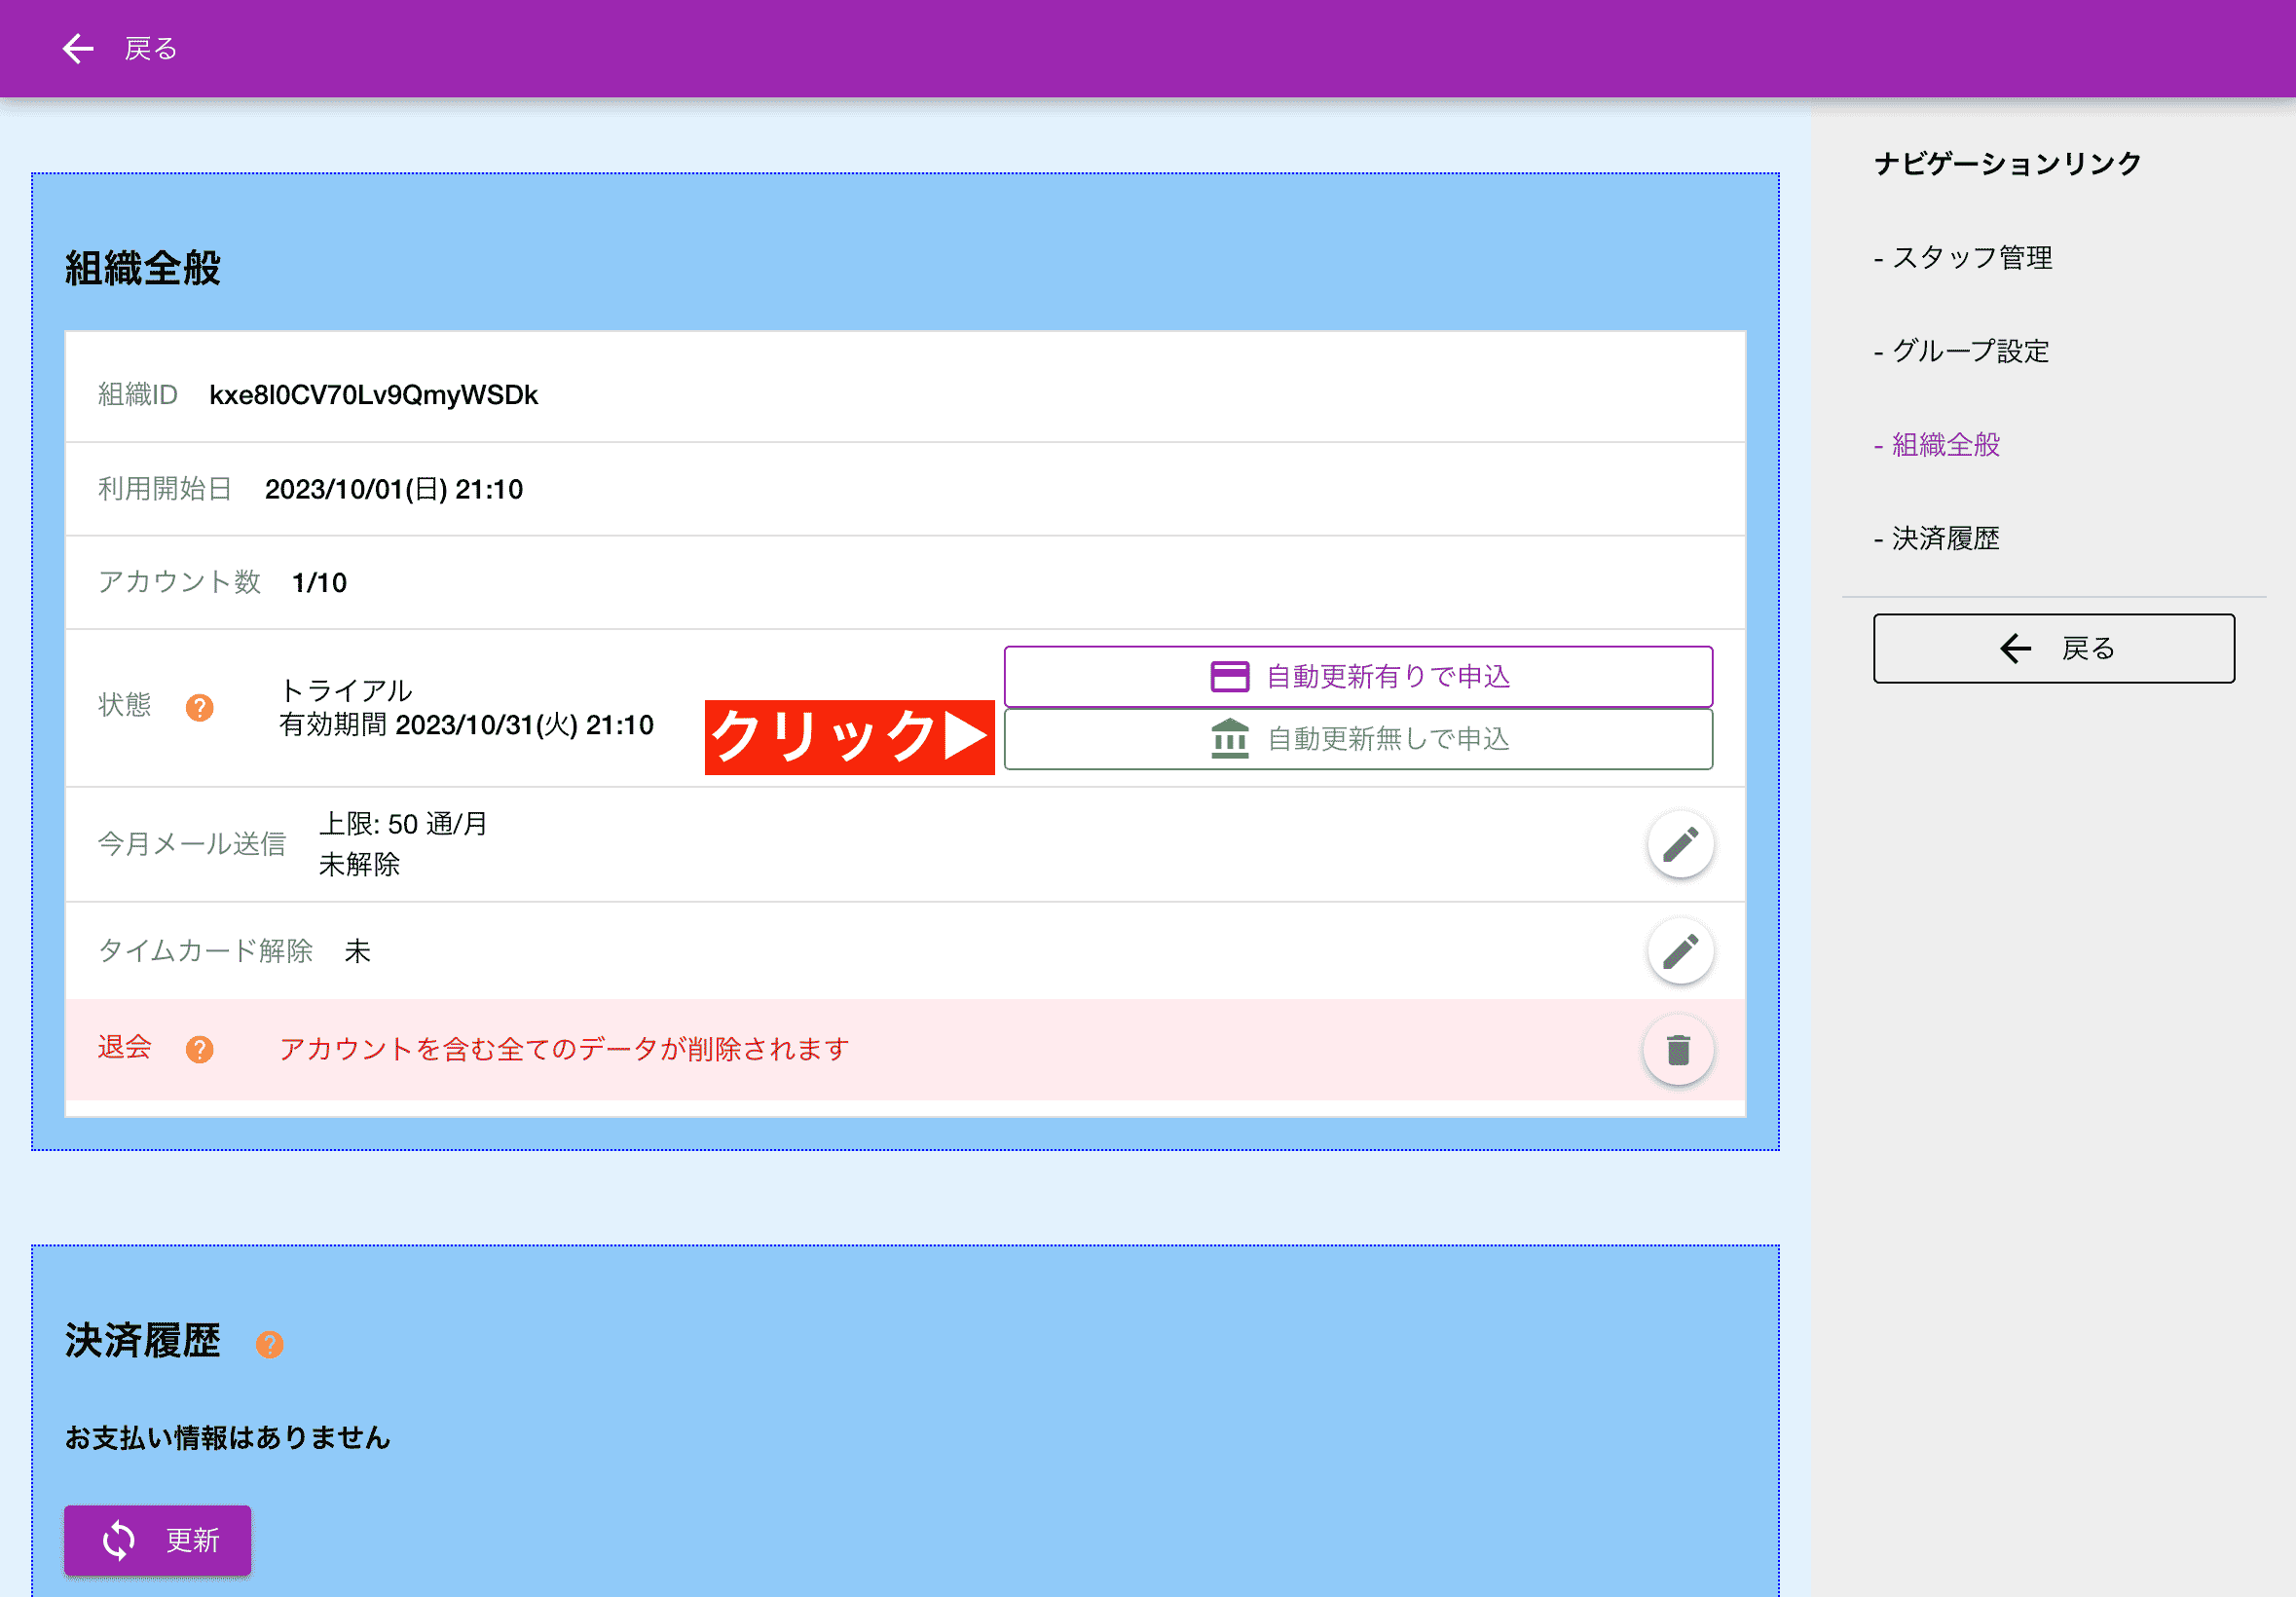 戻る
組織全般
組織ID kxe8l0CV70Lv9QmyWSDk
利用開始日 2023/10/01(日) 21:10
アカウント数 1/10
状態 ? トライアル
有効期間 2023/10/31(火) 21:10
クリック▶
自動更新有りで申込
自動更新無しで申込
今月メール送信 上限: 50 通/月
未解除
タイムカード解除 未
退会 ? アカウントを含む全てのデータが削除されます
決済履歴 ?
お支払い情報はありません
更新
ナビゲーションリンク
- スタッフ管理
- グループ設定
- 組織全般
- 決済履歴
戻る